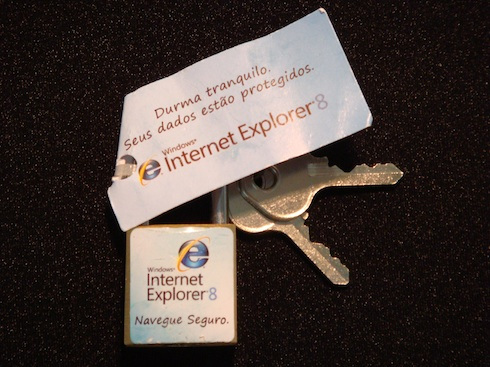 Durma tranquilo.
Seus dados estão protegidos.
Windows®
Internet Explorer 8
Windows®
Internet
Explorer 8
Navegue Seguro.